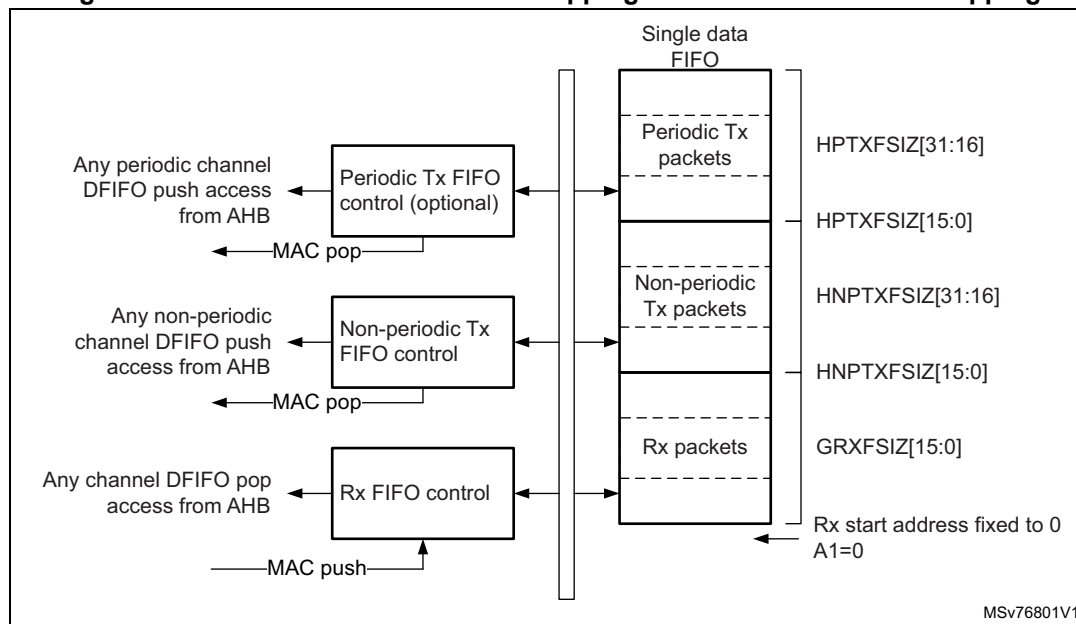 Single data
FIFO
Periodic Tx
packets
HPTXFSIZ[31:16]
Any periodic channel
DFIFO push access
from AHB
Periodic Tx FIFO
control (optional)
MAC pop
HPTXFSIZ[15:0]
Non-periodic
Tx packets
HNPTXFSIZ[31:16]
Any non-periodic
channel DFIFO push
access from AHB
Non-periodic Tx
FIFO control
MAC pop
HNPTXFSIZ[15:0]
Rx packets
GRXFSIZ[15:0]
Any channel DFIFO pop
access from AHB
Rx FIFO control
Rx start address fixed to 0
A1=0
MAC push
MSv76801V1